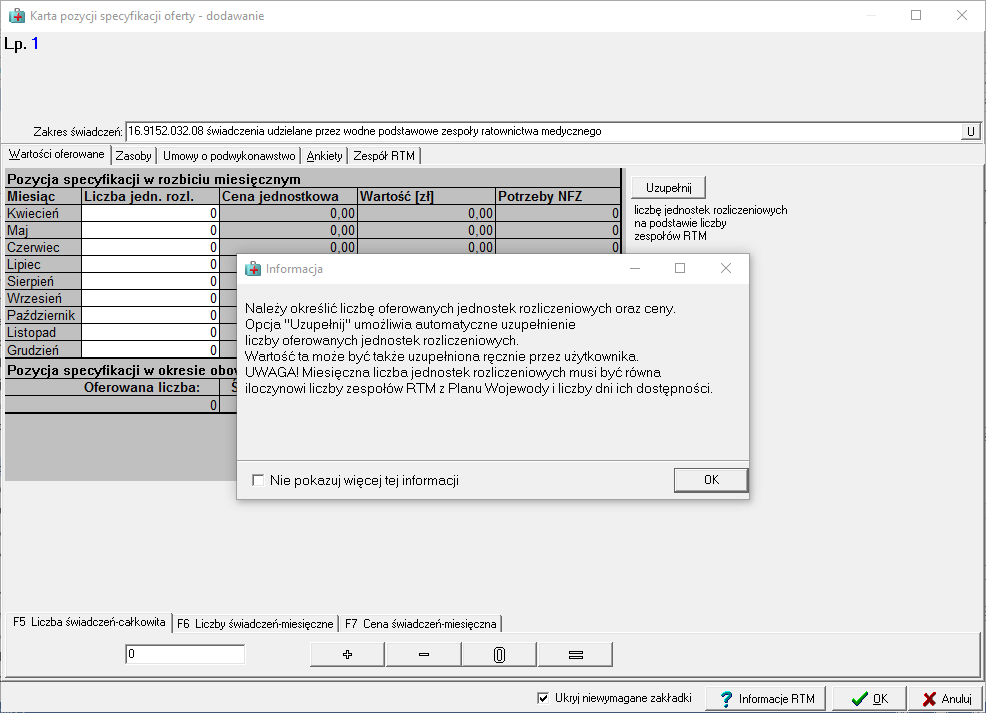 Karta pozycji specyfikacji oferty - dodawanie
Lp. 1
Zakres świadczeń: 16.9152.032.08 świadczenia udzielane przez wodne podstawowe zespoły ratownictwa medycznego U
Wartości oferowane Zasoby Umowy o podwykonawstwo Ankiety Zespół RTM
Pozycja specyfikacji w rozbiciu miesięcznym
Miesiąc Liczba jedn. rozl. Cena jednostkowa Wartość [zł] Potrzeby NFZ
Kwiecień 0 0,00 0,00 0
Maj 0 0,00 0,00 0
Czerwiec 0 0,00 0,00 0
Lipiec 0
Sierpień 0
Wrzesień 0
Październik 0
Listopad 0
Grudzień 0
Pozycja specyfikacji w okresie obow
Oferowana liczba: Ś
0
Uzupełnij
liczbę jednostek rozliczeniowych
na podstawie liczby
zespołów RTM
Informacja
Należy określić liczbę oferowanych jednostek rozliczeniowych oraz ceny.
Opcja "Uzupełnij" umożliwia automatyczne uzupełnienie
liczby oferowanych jednostek rozliczeniowych.
Wartość ta może być także uzupełniona ręcznie przez użytkownika.
UWAGA! Miesięczna liczba jednostek rozliczeniowych musi być równa
iloczynowi liczby zespołów RTM z Planu Wojewody i liczby dni ich dostępności.
Nie pokazuj więcej tej informacji OK
F5 Liczba świadczeń-całkowita F6 Liczby świadczeń-miesięczne F7 Cena świadczeń-miesięczna
0 + - 0 =
Ukryj niewymagane zakładki ? Informacje RTM OK Anuluj